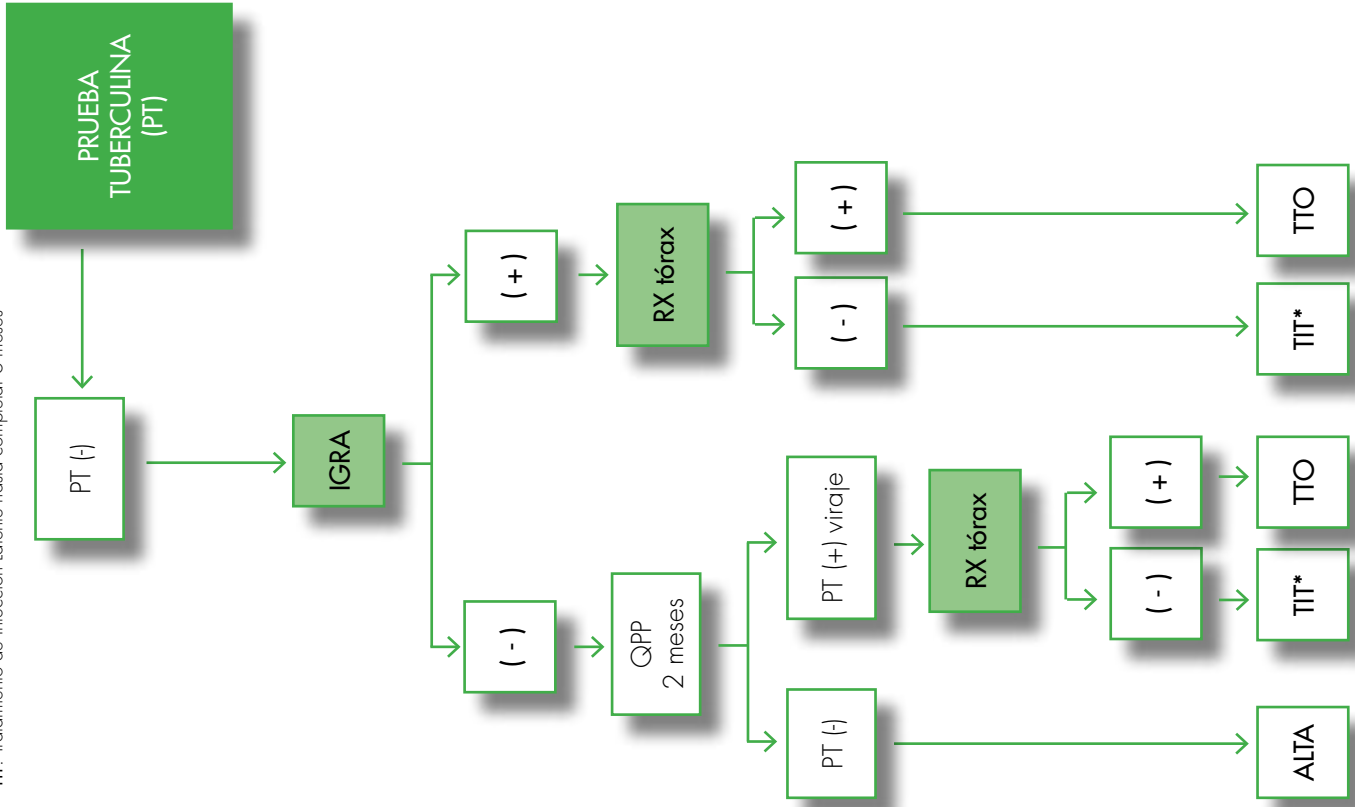 PRUEBA
TUBERCULINA
(PT)
PT (-)
IGRA
( - )
( + )
QPP
2 meses
RX tórax
PT (-)
PT (+) viraje
( - )
( + )
RX tórax
( - )
( + )
ALTA
TIT*
TTO
TIT*
TTO